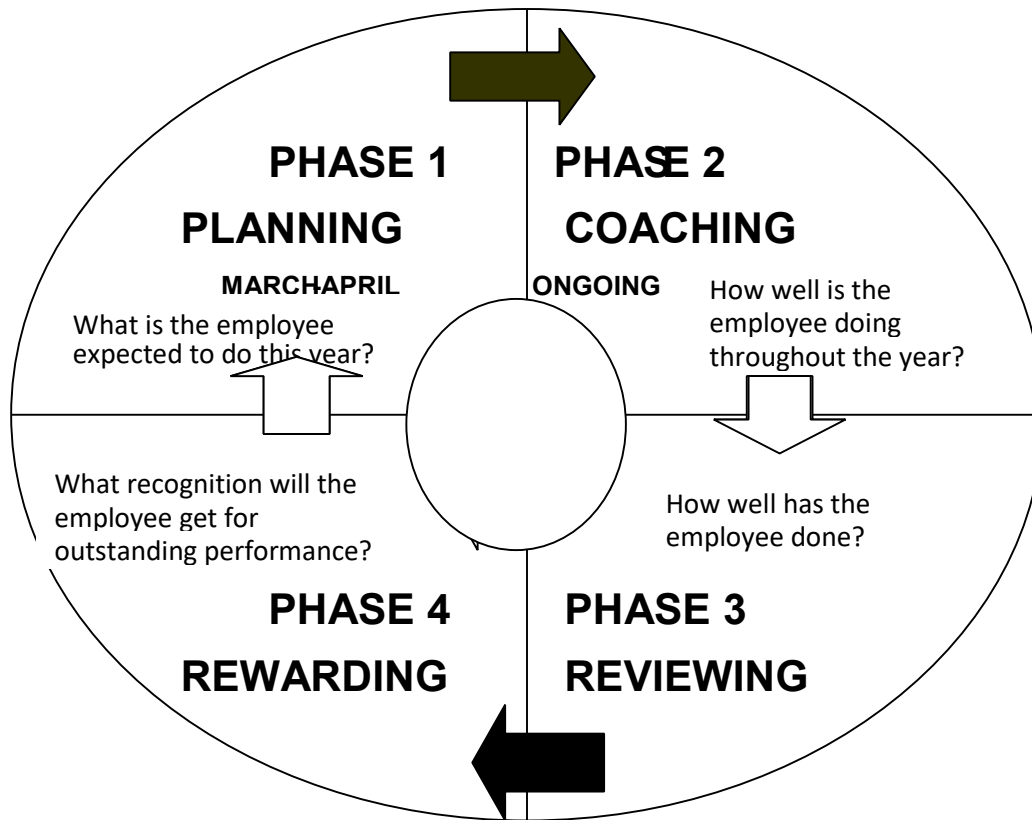 PHASE 1
PLANNING
MARCH-APRIL
What is the employee
expected to do this year?
PHASE 2
COACHING
ONGOING
How well is the
employee doing
throughout the year?
How well has the
employee done?
PHASE 3
REVIEWING
What recognition will the
employee get for
outstanding performance?
PHASE 4
REWARDING